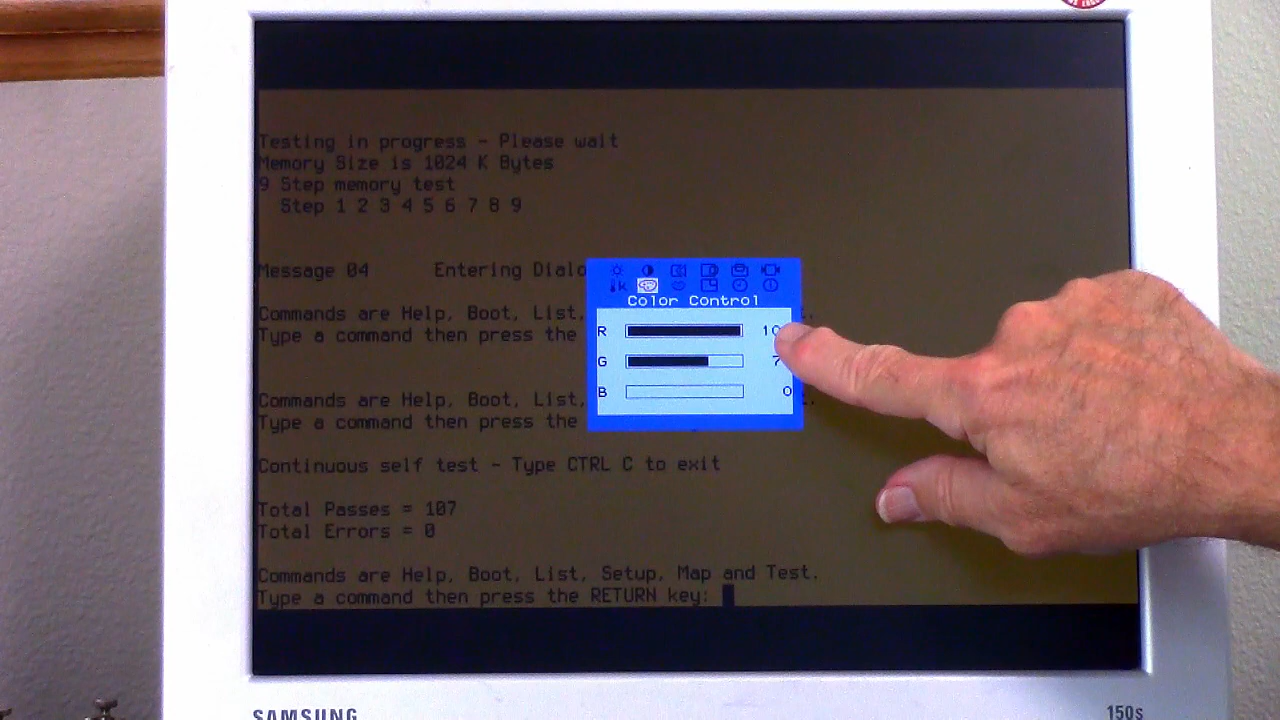 Testing in progress - Please wait
Memory Size is 1024 K Bytes
9 Step memory test
Step 1 2 3 4 5 6 7 8 9
Message 04 Entering
K
Color Control
Commands are Help, Boot, List,
R
Type a command then press the
G
B 0
Commands are Help, Boot, List,
Type a command then press the
Continuous self test - Type CTRL C to exit
Total Passes = 107
Total Errors = 0
Commands are Help, Boot, List, Setup, Map and Test.
Type a command then press the RETURN key:
SAMSUNG 150s